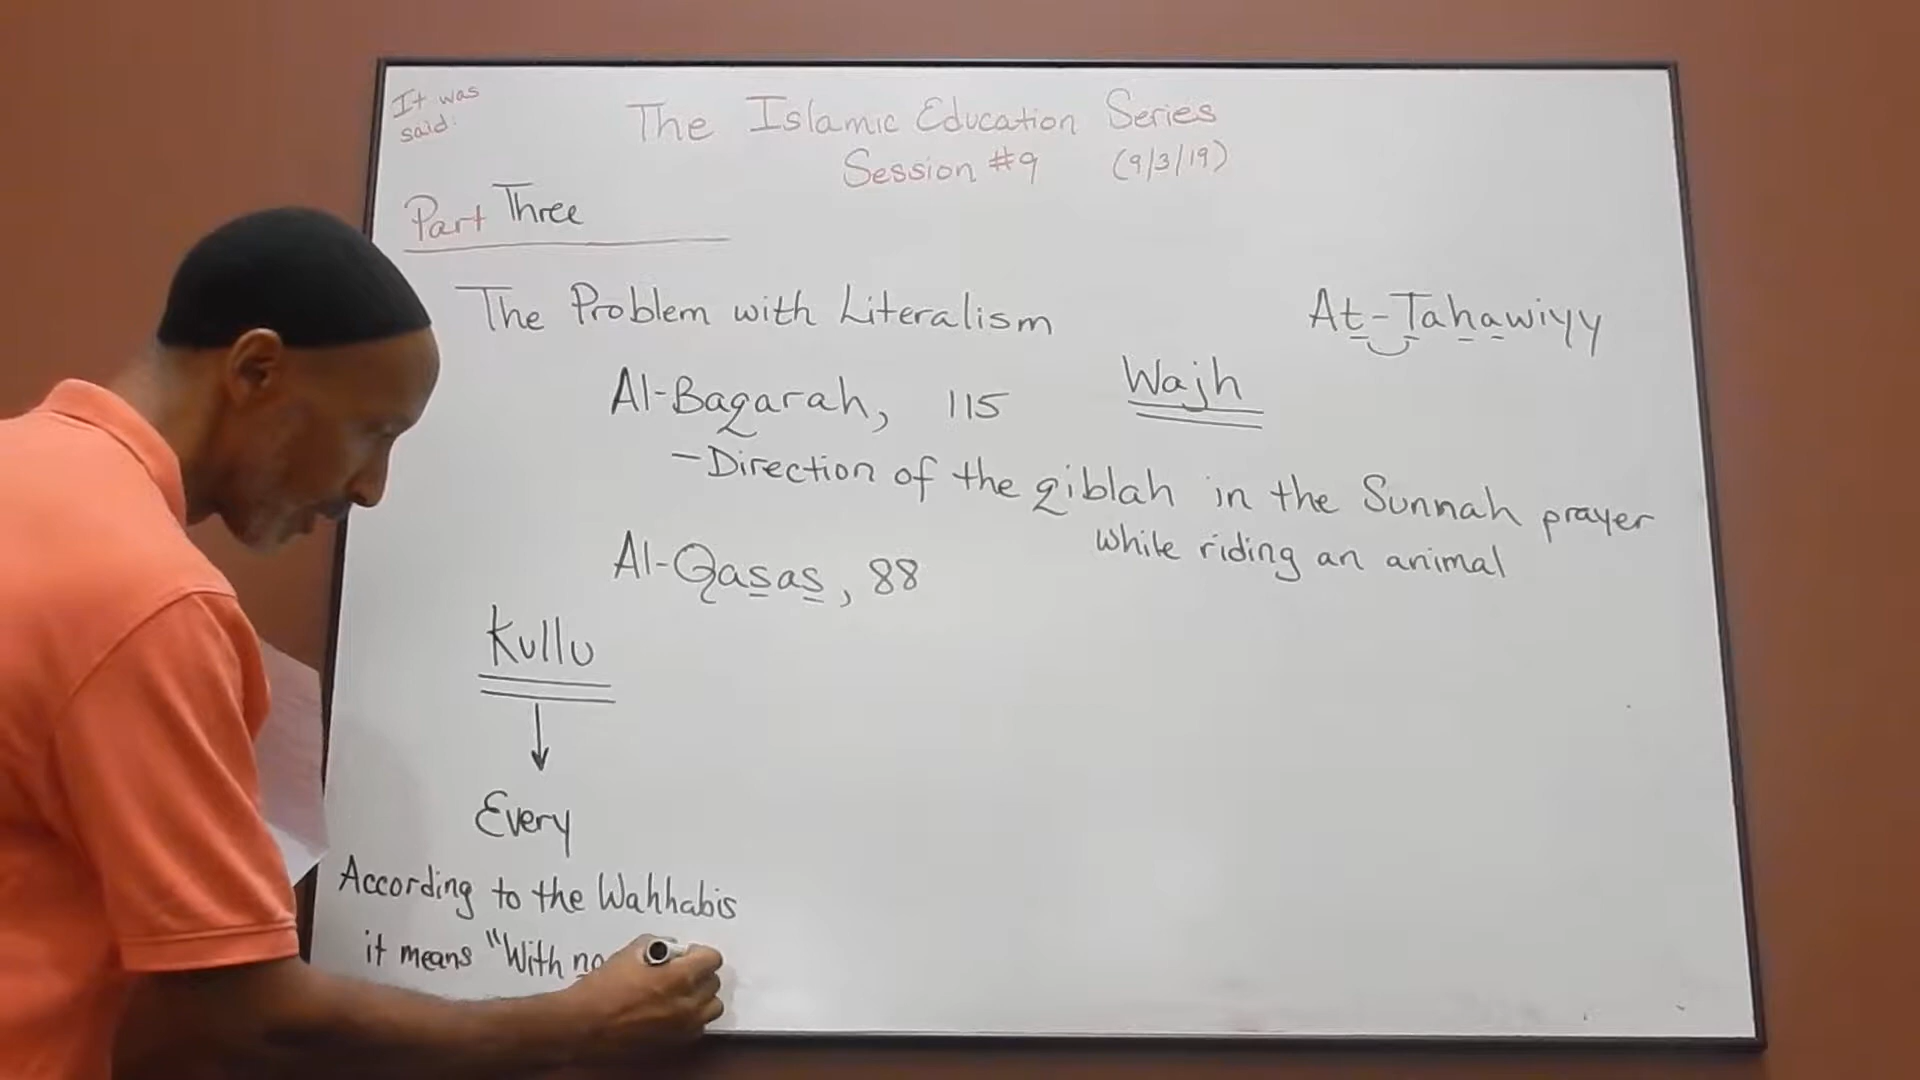 It was
said:
The Islamic Education Series
Session #9 (9/3/19)
Part Three
The Problem with Literalism
At-Tahawiyy
Al-Baqarah, 115
Wajh
-Direction of the qiblah in the Sunnah prayer
while riding an animal
Al-Qasas, 88
Kullu
Every
According to the Wahhabis
it means "With no